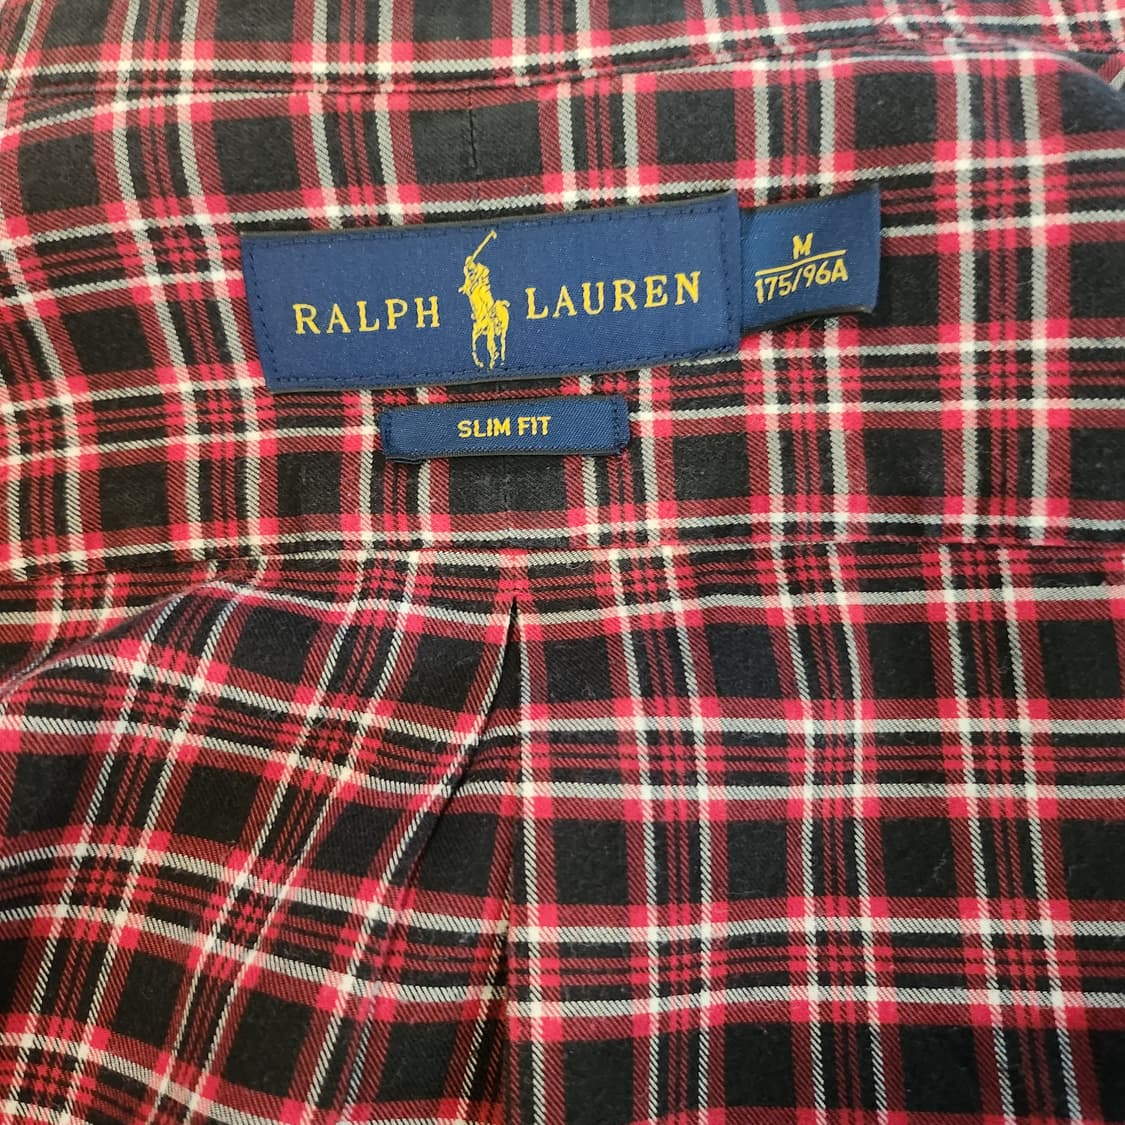 RALPH LAUREN
M
175/96A
SLIM FIT